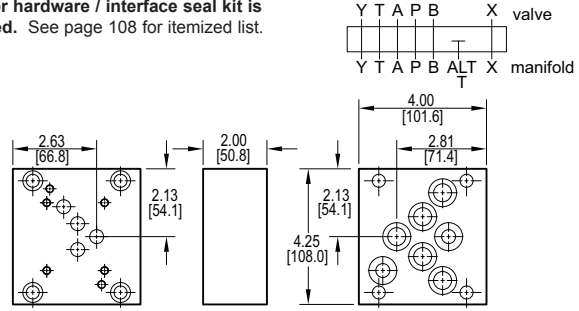 or hardware / interface seal kit is
ed. See page 108 for itemized list.
Y T A P B X valve
Y T A P B ALT X manifold
T
4.00
[101.6]
2.63
[66.8]
2.00
[50.8]
2.81
[71.4]
2.13
[54.1]
2.13
[54.1]
4.25
[108.0]